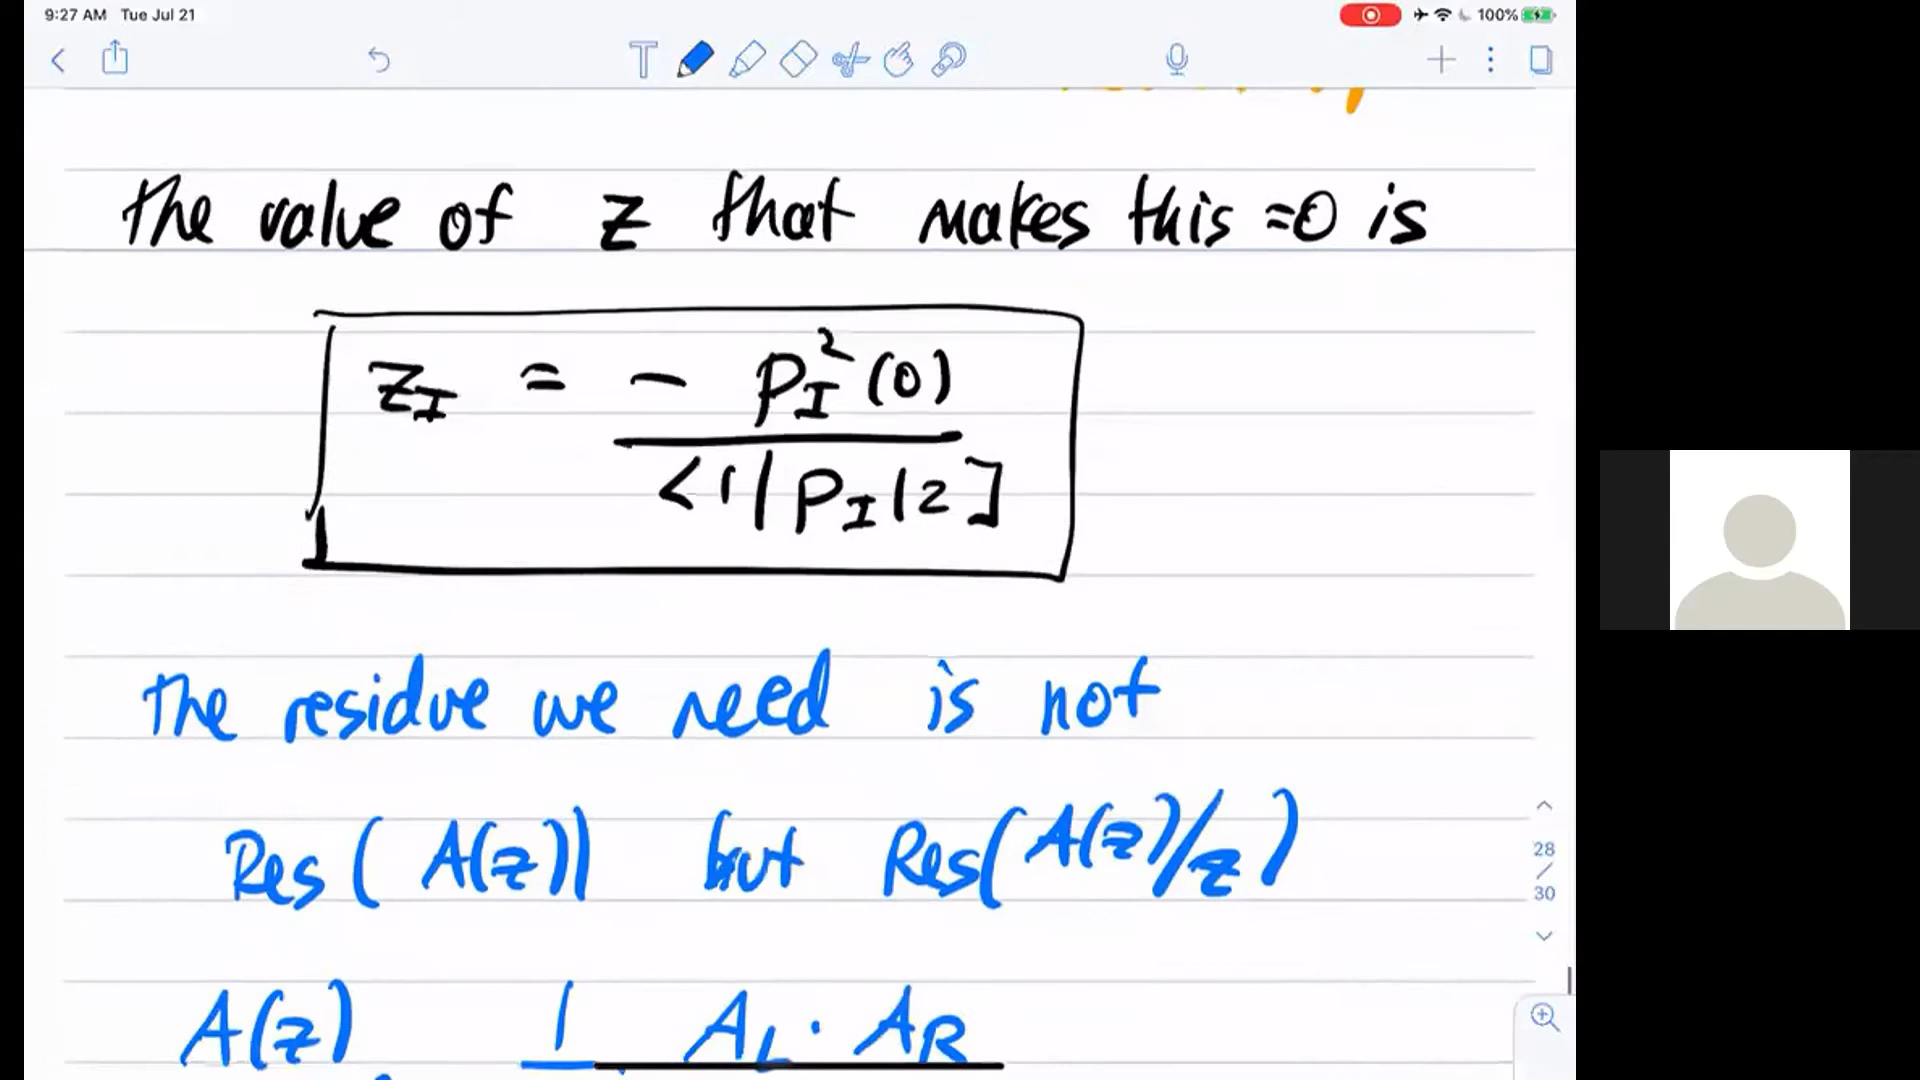 9:27 AM Tue Jul 21
100%
T
the value of z that makes this =0 is
z_I = - p_I^2(0) / <1|p_I|2]
the residue we need is not
Res( A(z)) but Res(A(z)/z)
28
/
30
A(z) 1 A_L · A_R